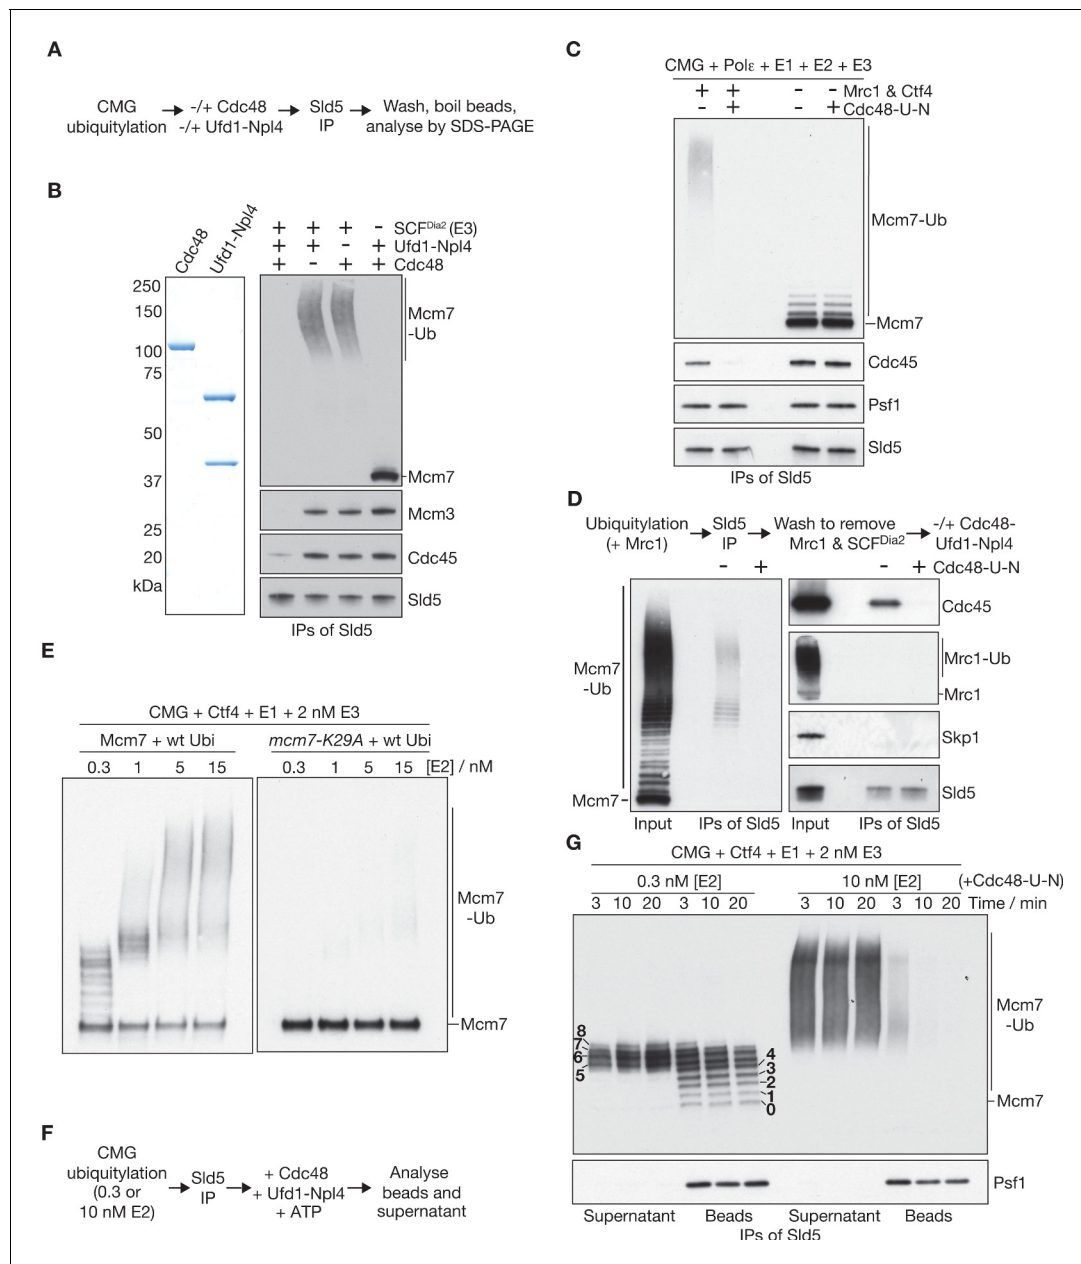 A
CMG ubiquitylation
-/+ Cdc48
-/+ Ufd1-Npl4
Sld5 IP
Wash, boil beads,
analyse by SDS-PAGE
B
Cdc48
Ufd1-Npl4
250
150
100
75
50
37
25
20
kDa
+ + + - SCFDia2 (E3)
+ + - + Ufd1-Npl4
+ - + + Cdc48
Mcm7
-Ub
Mcm7
Mcm3
Cdc45
Sld5
IPs of Sld5
C
CMG + Polε + E1 + E2 + E3
+ + - - Mrc1 & Ctf4
- + - + Cdc48-U-N
Mcm7-Ub
Mcm7
Cdc45
Psf1
Sld5
IPs of Sld5
D
Ubiquitylation
(+ Mrc1)
Sld5
IP
Wash to remove
Mrc1 & SCFDia2
-/+ Cdc48-
Ufd1-Npl4
- + - + Cdc48-U-N
Mcm7
-Ub
Mcm7
Cdc45
Mrc1-Ub
Mrc1
Skp1
Sld5
Input IPs of Sld5 Input IPs of Sld5
E
CMG + Ctf4 + E1 + 2 nM E3
Mcm7 + wt Ubi mcm7-K29A + wt Ubi
0.3 1 5 15 0.3 1 5 15 [E2] / nM
Mcm7
-Ub
Mcm7
F
CMG
ubiquitylation
(0.3 or
10 nM E2)
Sld5
IP
+ Cdc48
+ Ufd1-Npl4
+ ATP
Analyse
beads and
supernatant
G
CMG + Ctf4 + E1 + 2 nM E3
0.3 nM [E2] 10 nM [E2] (+Cdc48-U-N)
3 10 20 3 10 20 3 10 20 3 10 20 Time / min
8
7
6
5
4
3
2
1
0
Mcm7
-Ub
Mcm7
Psf1
Supernatant Beads Supernatant Beads
IPs of Sld5